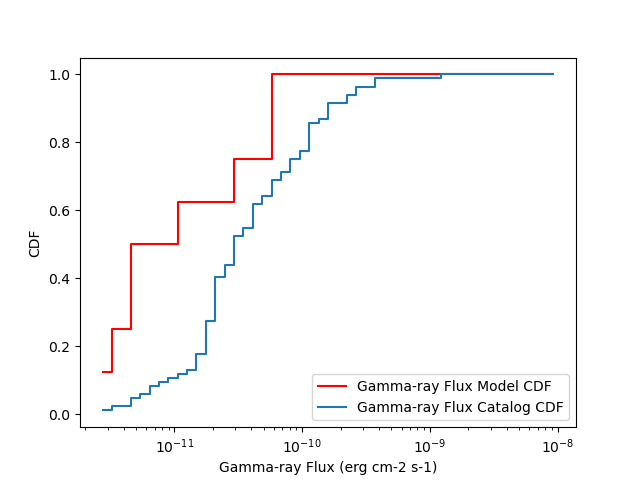 1.0
0.8
0.6
0.4
0.2
0.0
CDF
10⁻¹¹
10⁻¹⁰
10⁻⁹
10⁻⁸
Gamma-ray Flux (erg cm-2 s-1)
Gamma-ray Flux Model CDF
Gamma-ray Flux Catalog CDF